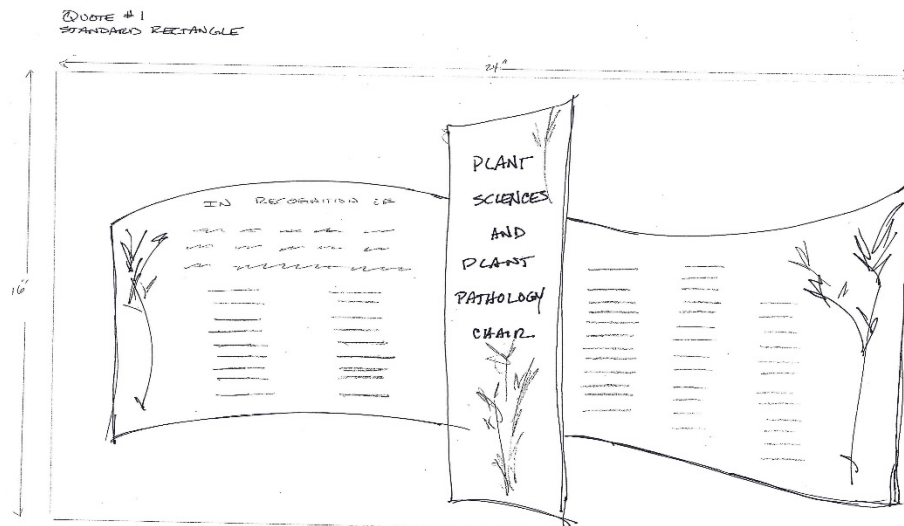 QUOTE #1
STANDARD RECTANGLE
24"
16"
IN RECOGNITION OF
PLANT
SCIENCES
AND
PLANT
PATHOLOGY
CHAIR